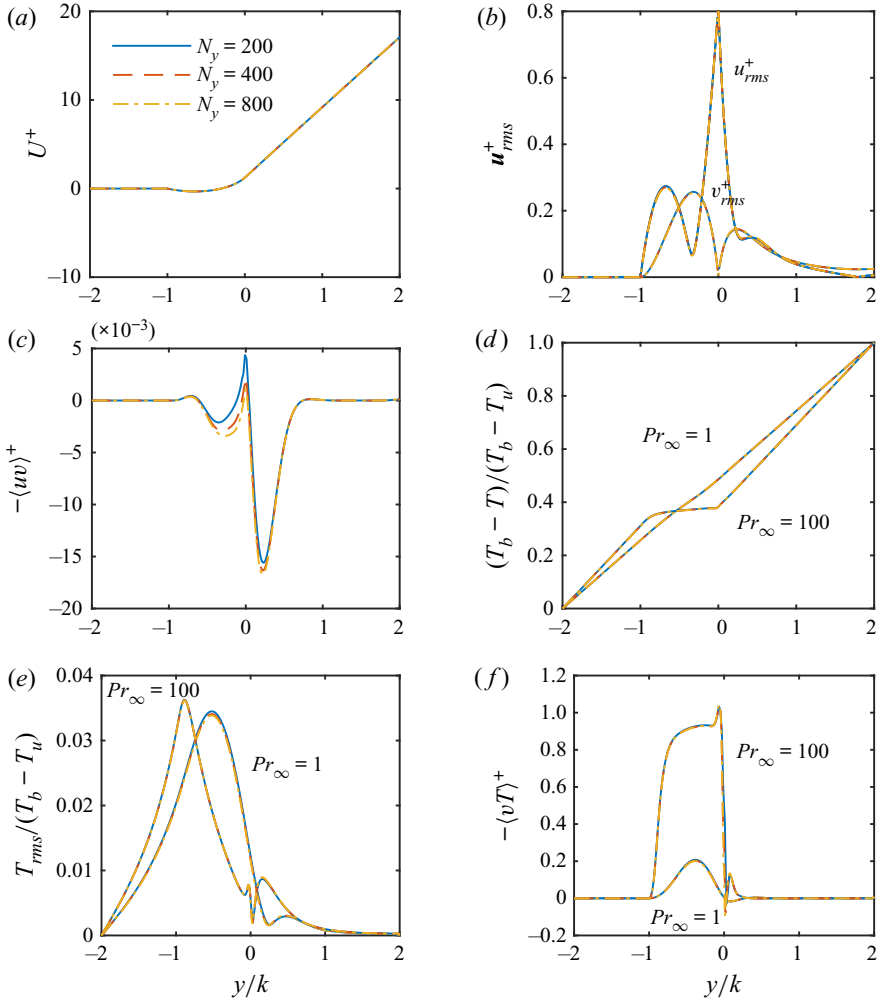 (a)
20
10
0
−10
U⁺
N_y = 200
N_y = 400
N_y = 800
−2 −1 0 1 2
(b)
0.8
0.6
0.4
0.2
0
u⁺_rms
u⁺_rms
v⁺_rms
−2 −1 0 1 2
(c)
(×10⁻³)
5
0
−5
−10
−15
−20
−⟨uv⟩⁺
−2 −1 0 1 2
(d)
1.0
0.8
0.6
0.4
0.2
0
(T_b − T)/(T_b − T_u)
Pr_∞ = 1
Pr_∞ = 100
−2 −1 0 1 2
(e)
0.04
0.03
0.02
0.01
0
T_rms/(T_b − T_u)
Pr_∞ = 100
Pr_∞ = 1
−2 −1 0 1 2
y/k
(f)
1.2
1.0
0.8
0.6
0.4
0.2
0
−0.2
−⟨vT⟩⁺
Pr_∞ = 100
Pr_∞ = 1
−2 −1 0 1 2
y/k